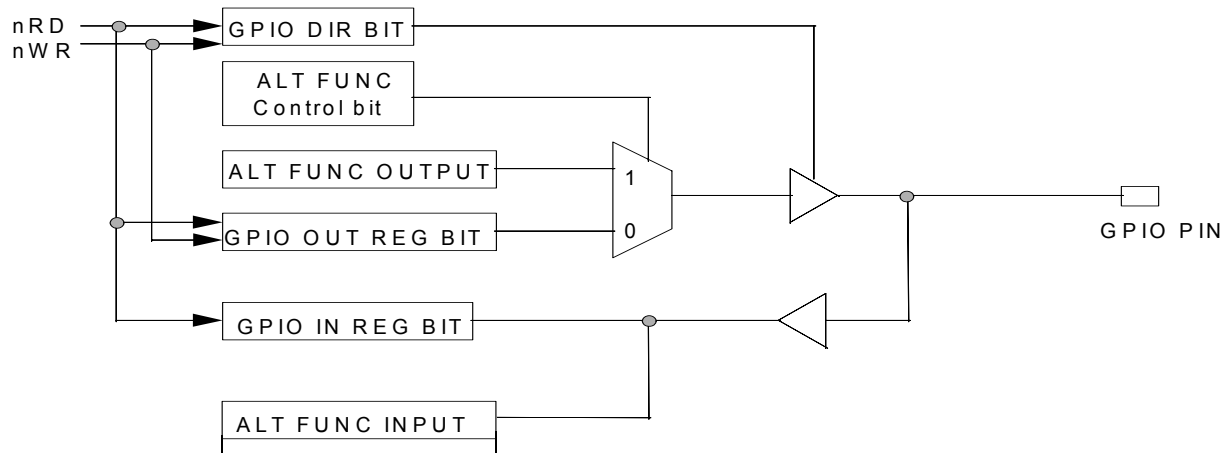 nRD
nWR
GPIO DIR BIT
ALT FUNC
Control bit
ALT FUNC OUTPUT
1
GPIO OUT REG BIT
0
GPIO PIN
GPIO IN REG BIT
ALT FUNC INPUT